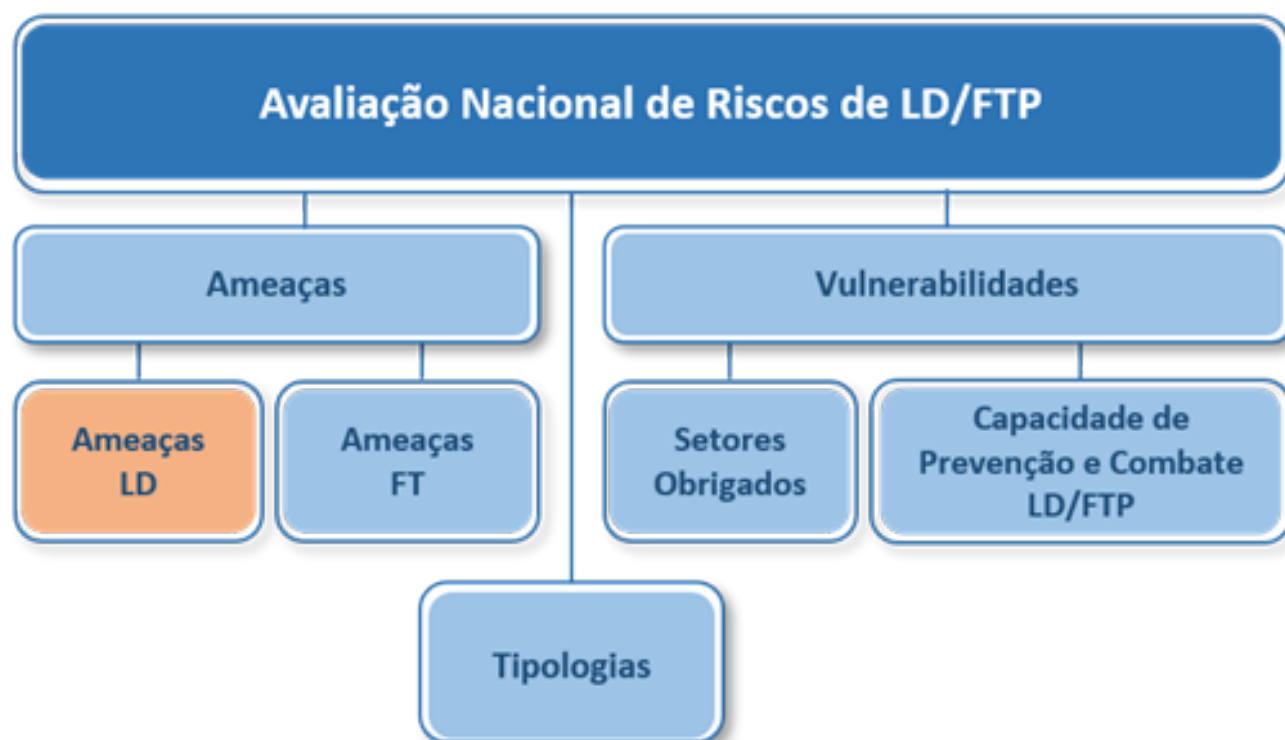 Avaliação Nacional de Riscos de LD/FTP
Ameaças
Vulnerabilidades
Ameaças
LD
Ameaças
FT
Setores
Obrigados
Capacidade de
Prevenção e Combate
LD/FTP
Tipologias